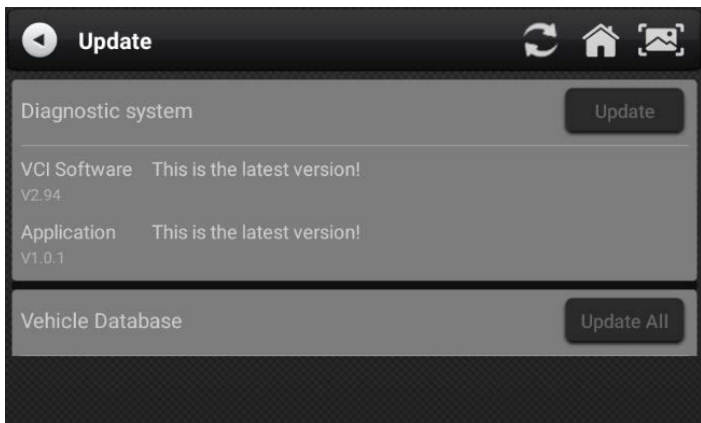 Update
Diagnostic system Update
VCI Software This is the latest version!
V2.94
Application This is the latest version!
V1.0.1
Vehicle Database Update All